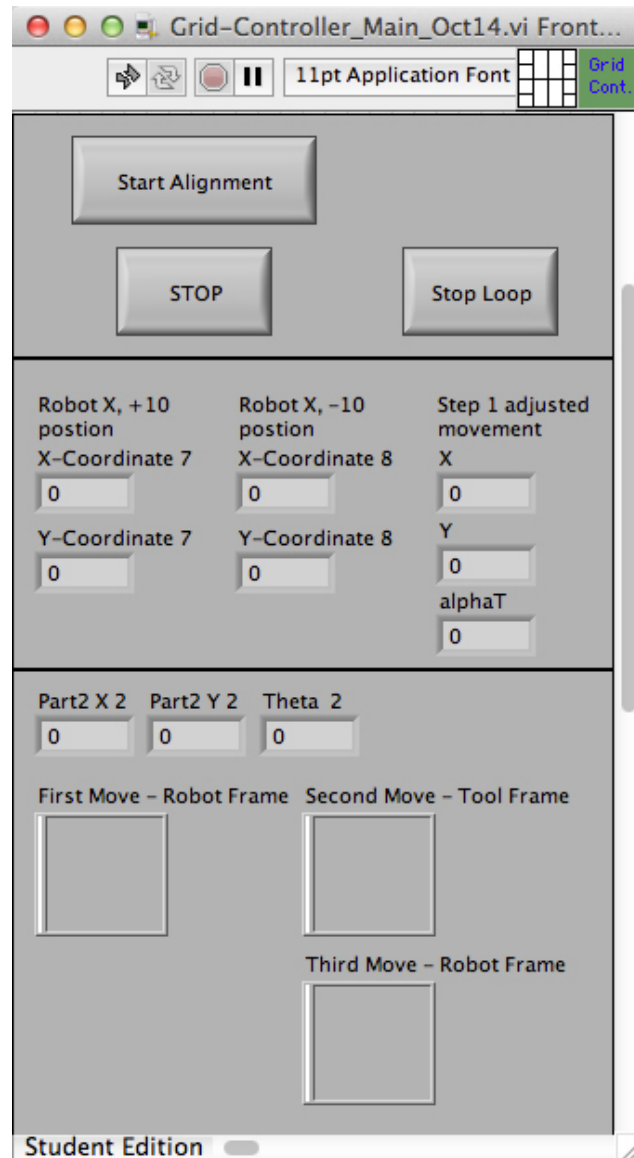 Grid-Controller_Main_Oct14.vi Front...
11pt Application Font
Grid
Cont.
Start Alignment
STOP
Stop Loop
Robot X, +10
postion
Robot X, -10
postion
Step 1 adjusted
movement
X-Coordinate 7
X-Coordinate 8
X
0
0
0
Y-Coordinate 7
Y-Coordinate 8
Y
0
0
0
alphaT
0
Part2 X 2
Part2 Y 2
Theta 2
0
0
0
First Move - Robot Frame
Second Move - Tool Frame
Third Move - Robot Frame
Student Edition